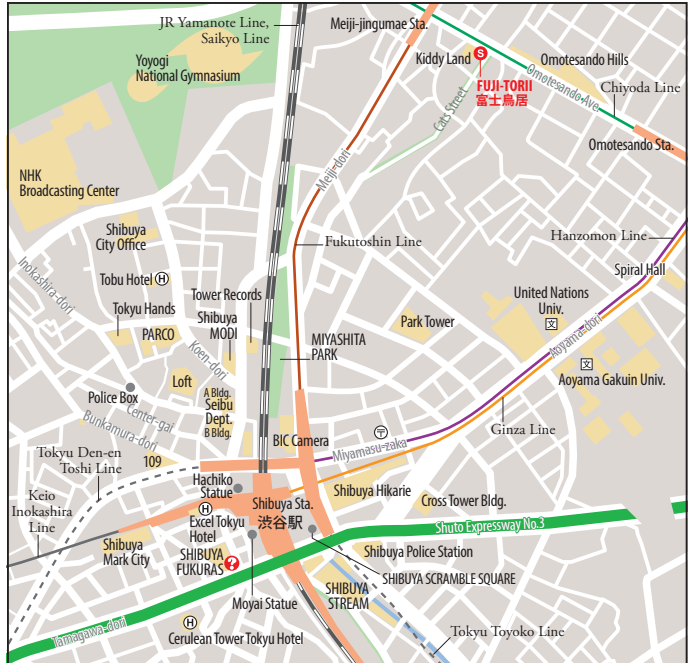 JR Yamanote Line,
Saikyo Line
Meiji-jingumae Sta.
Yoyogi
National Gymnasium
Kiddy Land
S
Omotesando Hills
FUJI-TORII
富士鳥居
Omotesando Ave.
Chiyoda Line
Cats Street
Omotesando Sta.
Meiji-dori
NHK
Broadcasting Center
Shibuya
City Office
Fukutoshin Line
Hanzomon Line
Inokashira-dori
Tobu Hotel
H
Spiral Hall
Tower Records
United Nations
Univ.
文
Tokyu Hands
Shibuya
MODI
PARCO
Koen-dori
MIYASHITA
PARK
Park Tower
Aoyama-dori
文
Aoyama Gakuin Univ.
Loft
Police Box
A Bldg.
Seibu
Dept.
B Bldg.
Center-gai
Bunkamura-dori
BIC Camera
〒
Miyamasu-zaka
Ginza Line
Tokyu Den-en
Toshi Line
109
Keio
Inokashira
Line
Hachiko
Statue
Shibuya Hikarie
Shibuya Sta.
渋谷駅
Cross Tower Bldg.
H
Excel Tokyu
Hotel
Shuto Expressway No.3
Shibuya
Mark City
SHIBUYA
FUKURAS
?
Shibuya Police Station
SHIBUYA SCRAMBLE SQUARE
SHIBUYA
STREAM
Moyai Statue
Tamagawa-dori
H
Cerulean Tower Tokyu Hotel
Tokyu Toyoko Line